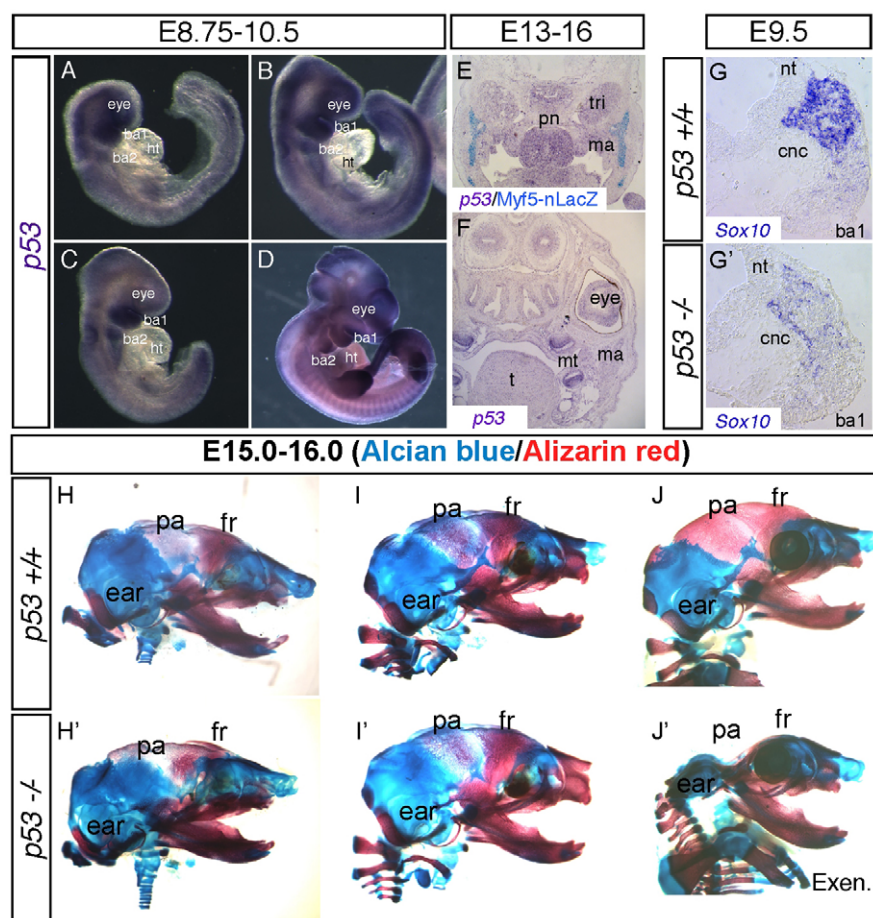 E8.75-10.5
E13-16
E9.5
p53
A
eye
ba1
ba2
ht
B
eye
ba1
ba2
ht
C
eye
ba1
ba2
ht
D
eye
ba1
ba2
ht
E
tri
pn
ma
p53/Myf5-nLacZ
F
eye
mt
ma
t
p53
p53 +/+
G
nt
cnc
Sox10
ba1
p53 -/-
G'
nt
cnc
Sox10
ba1
E15.0-16.0 (Alcian blue/Alizarin red)
p53 +/+
H
pa
fr
ear
I
pa
fr
ear
J
pa
fr
ear
p53 -/-
H'
pa
fr
ear
I'
pa
fr
ear
J'
pa
fr
ear
Exen.